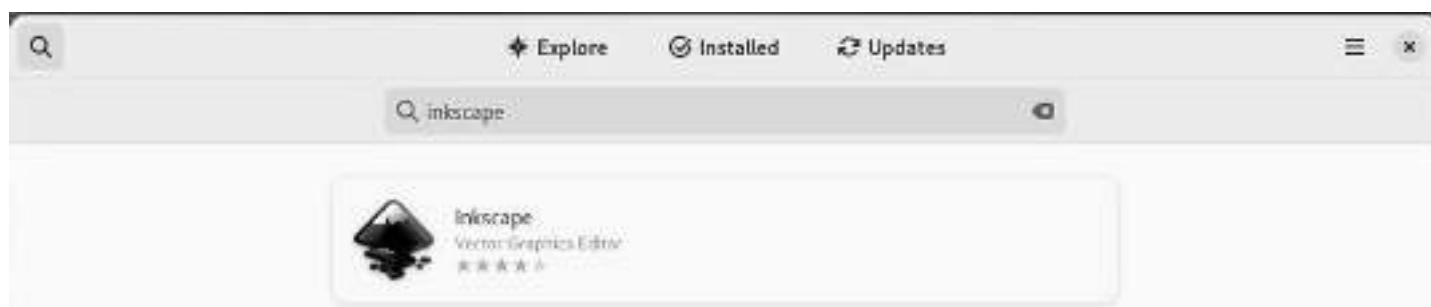 Explore Installed Updates
inkscape
Inkscape
Vector Graphics Editor